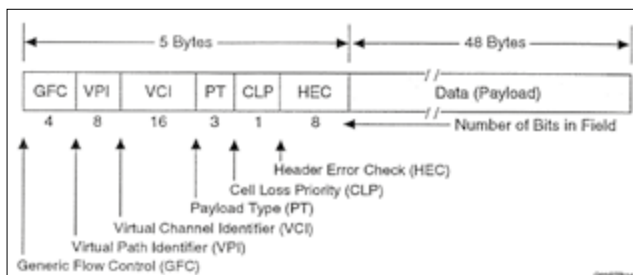 5 Bytes 48 Bytes
GFC VPI VCI PT CLP HEC Data (Payload)
4 8 16 3 1 8 Number of Bits in Field
Header Error Check (HEC)
Cell Loss Priority (CLP)
Payload Type (PT)
Virtual Channel Identifier (VCI)
Virtual Path Identifier (VPI)
Generic Flow Control (GFC)